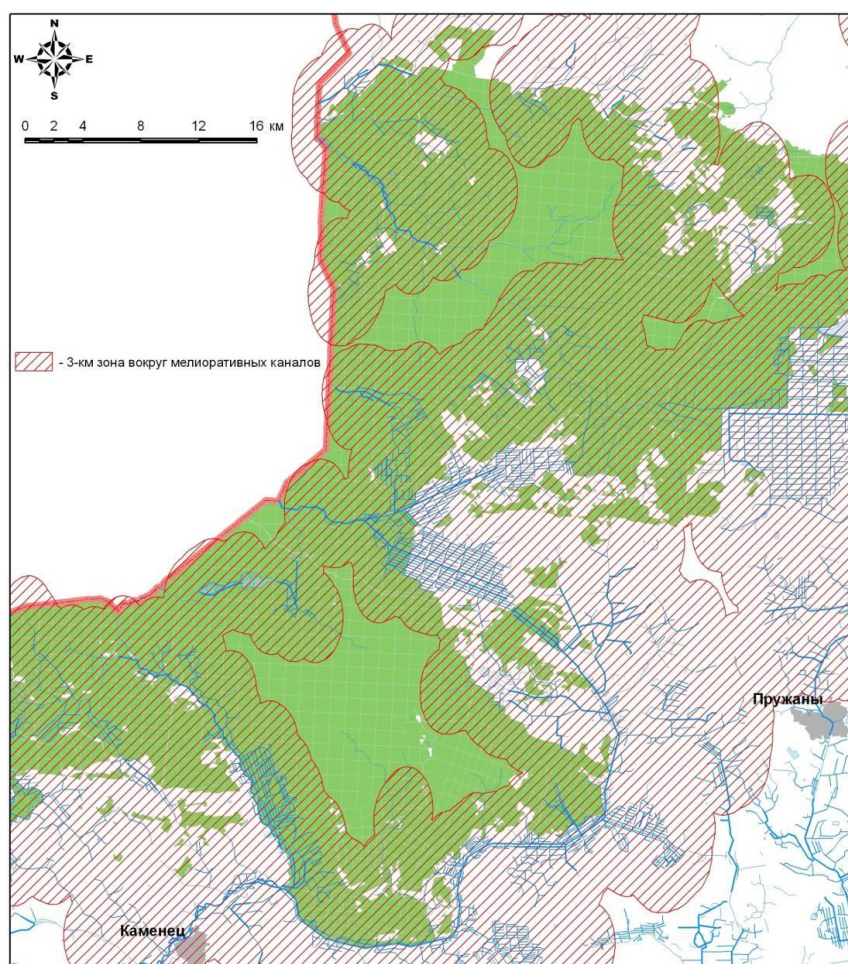 N
W E
S
0 2 4 8 12 16 км
- 3-км зона вокруг мелиоративных каналов
Пружаны
Каменец